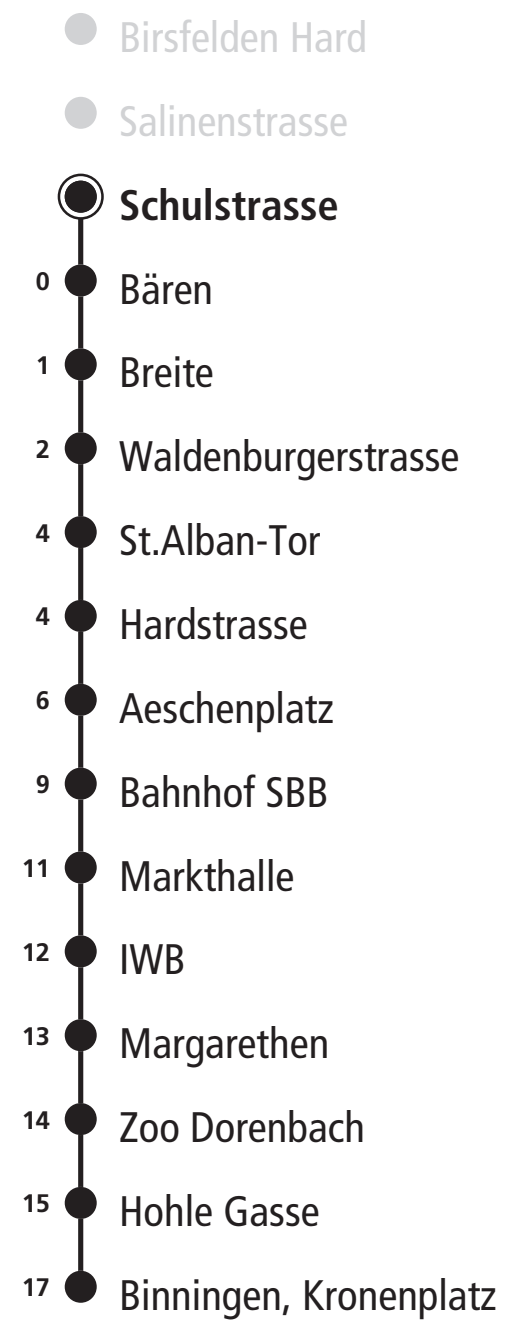 Birsfelden Hard
Salinenstrasse
Schulstrasse
0 Bären
1 Breite
2 Waldenburgerstrasse
4 St.Alban-Tor
4 Hardstrasse
6 Aeschenplatz
9 Bahnhof SBB
11 Markthalle
12 IWB
13 Margarethen
14 Zoo Dorenbach
15 Hohle Gasse
17 Binningen, Kronenplatz